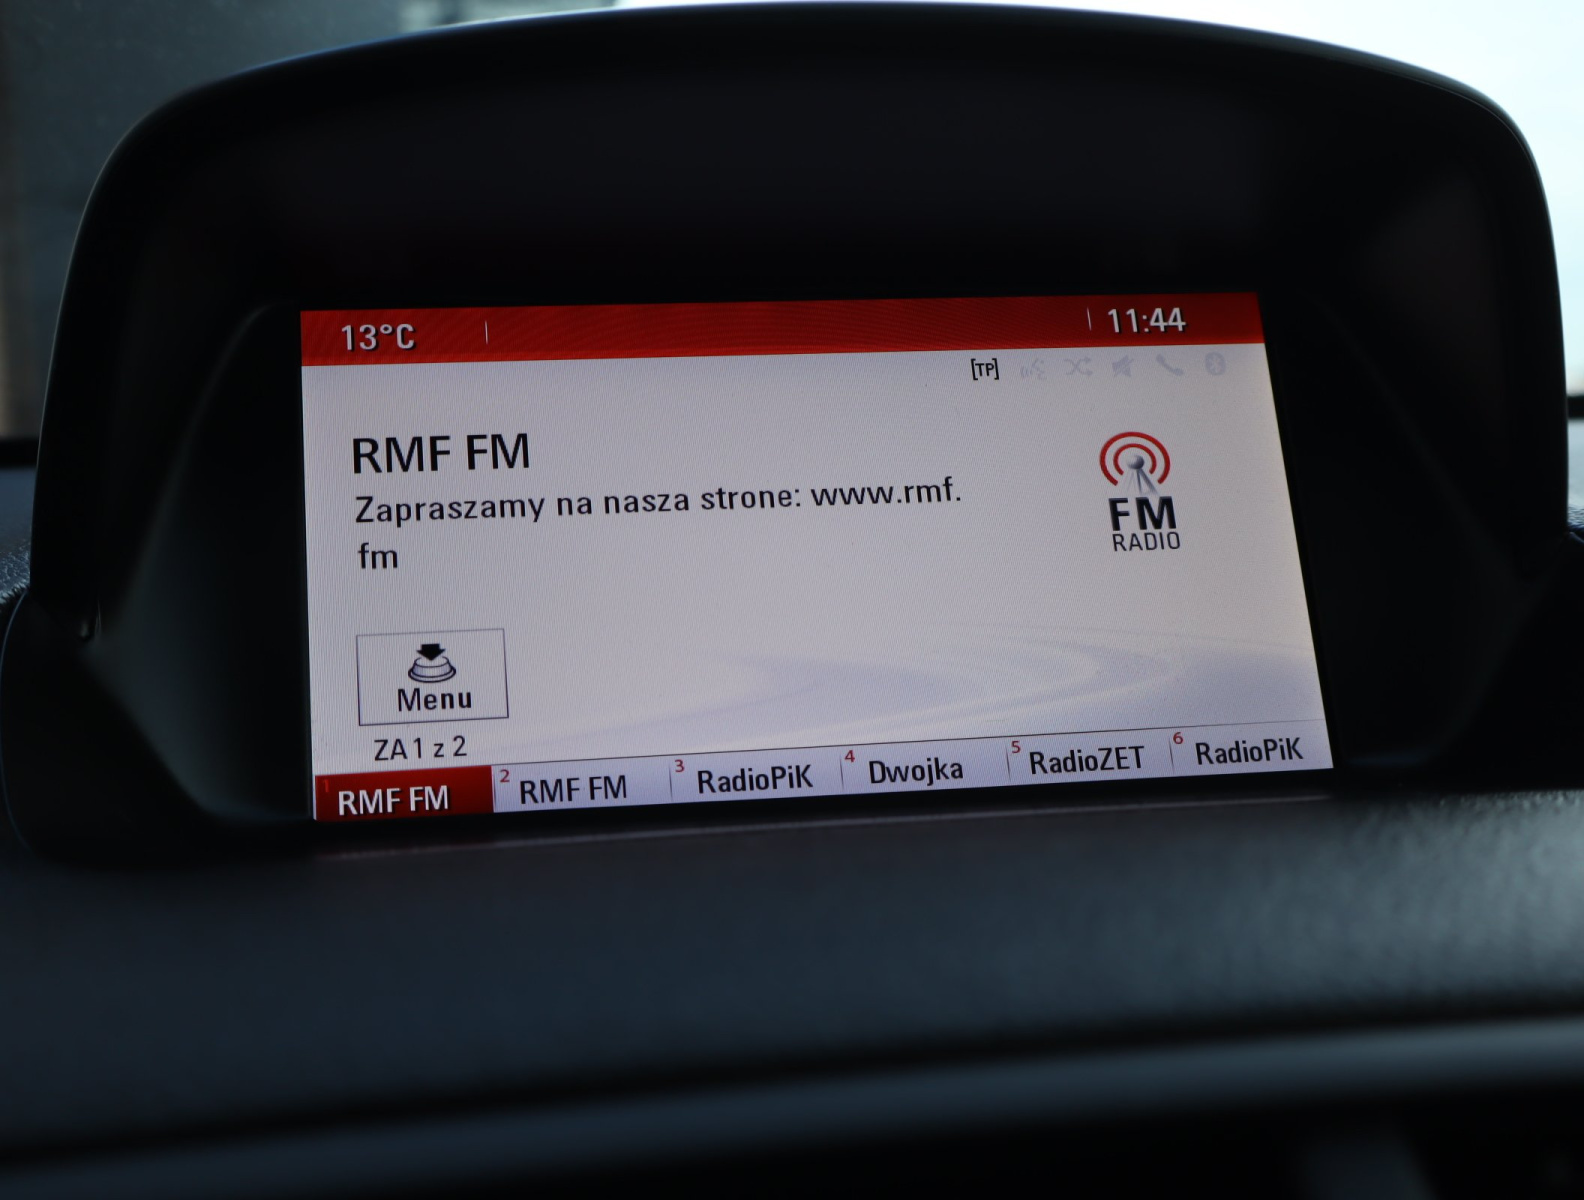 13°C 11:44
[TP]
RMF FM
Zapraszamy na nasza strone: www.rmf.
fm
FM
RADIO
Menu
ZA 1 z 2
1 RMF FM 2 RMF FM 3 RadioPiK 4 Dwojka 5 RadioZET 6 RadioPiK